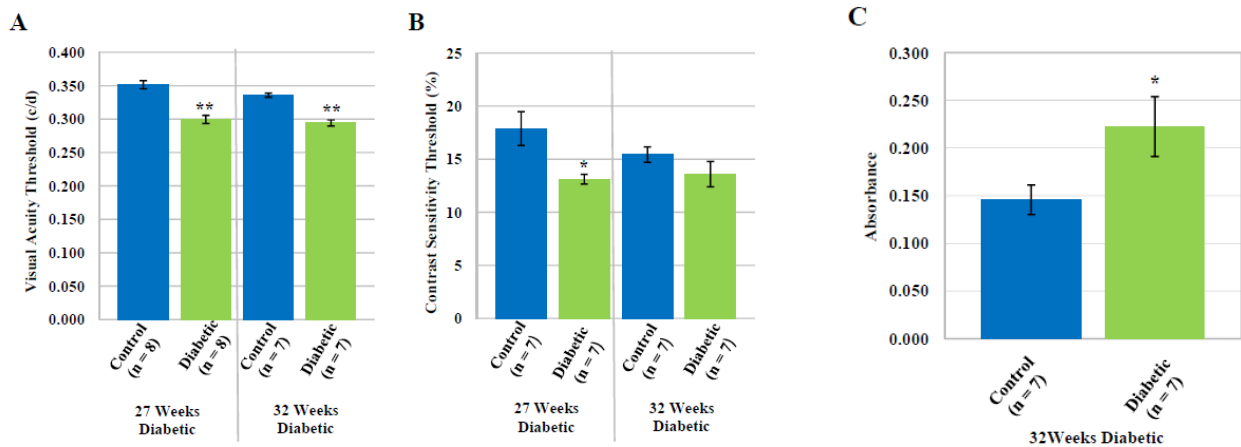 A
Visual Acuity Threshold (c/d)
0.400
0.350
0.300
0.250
0.200
0.150
0.100
0.050
0.000
**
**
Control
(n = 8)
Diabetic
(n = 8)
Control
(n = 7)
Diabetic
(n = 7)
27 Weeks
Diabetic
32 Weeks
Diabetic
B
Contrast Sensitivity Threshold (%)
25
20
15
10
5
0
*
Control
(n = 7)
Diabetic
(n = 7)
Control
(n = 7)
Diabetic
(n = 7)
27 Weeks
Diabetic
32 Weeks
Diabetic
C
Absorbance
0.300
0.250
0.200
0.150
0.100
0.050
0.000
*
Control
(n = 7)
Diabetic
(n = 7)
32Weeks Diabetic